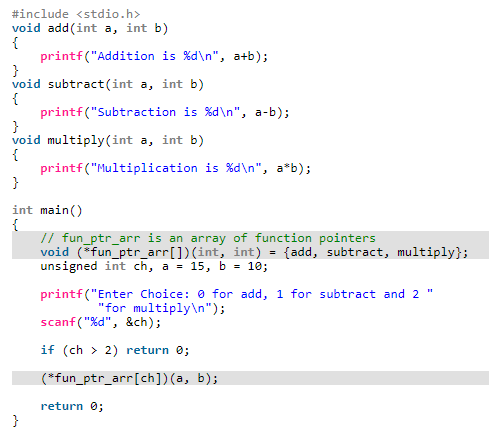 #include <stdio.h>
void add(int a, int b)
{
    printf("Addition is %d\n", a+b);
}
void subtract(int a, int b)
{
    printf("Subtraction is %d\n", a-b);
}
void multiply(int a, int b)
{
    printf("Multiplication is %d\n", a*b);
}

int main()
{
    // fun_ptr_arr is an array of function pointers
    void (*fun_ptr_arr[])(int, int) = {add, subtract, multiply};
    unsigned int ch, a = 15, b = 10;

    printf("Enter Choice: 0 for add, 1 for subtract and 2 "
            "for multiply\n");
    scanf("%d", &ch);

    if (ch > 2) return 0;

    (*fun_ptr_arr[ch])(a, b);

    return 0;
}